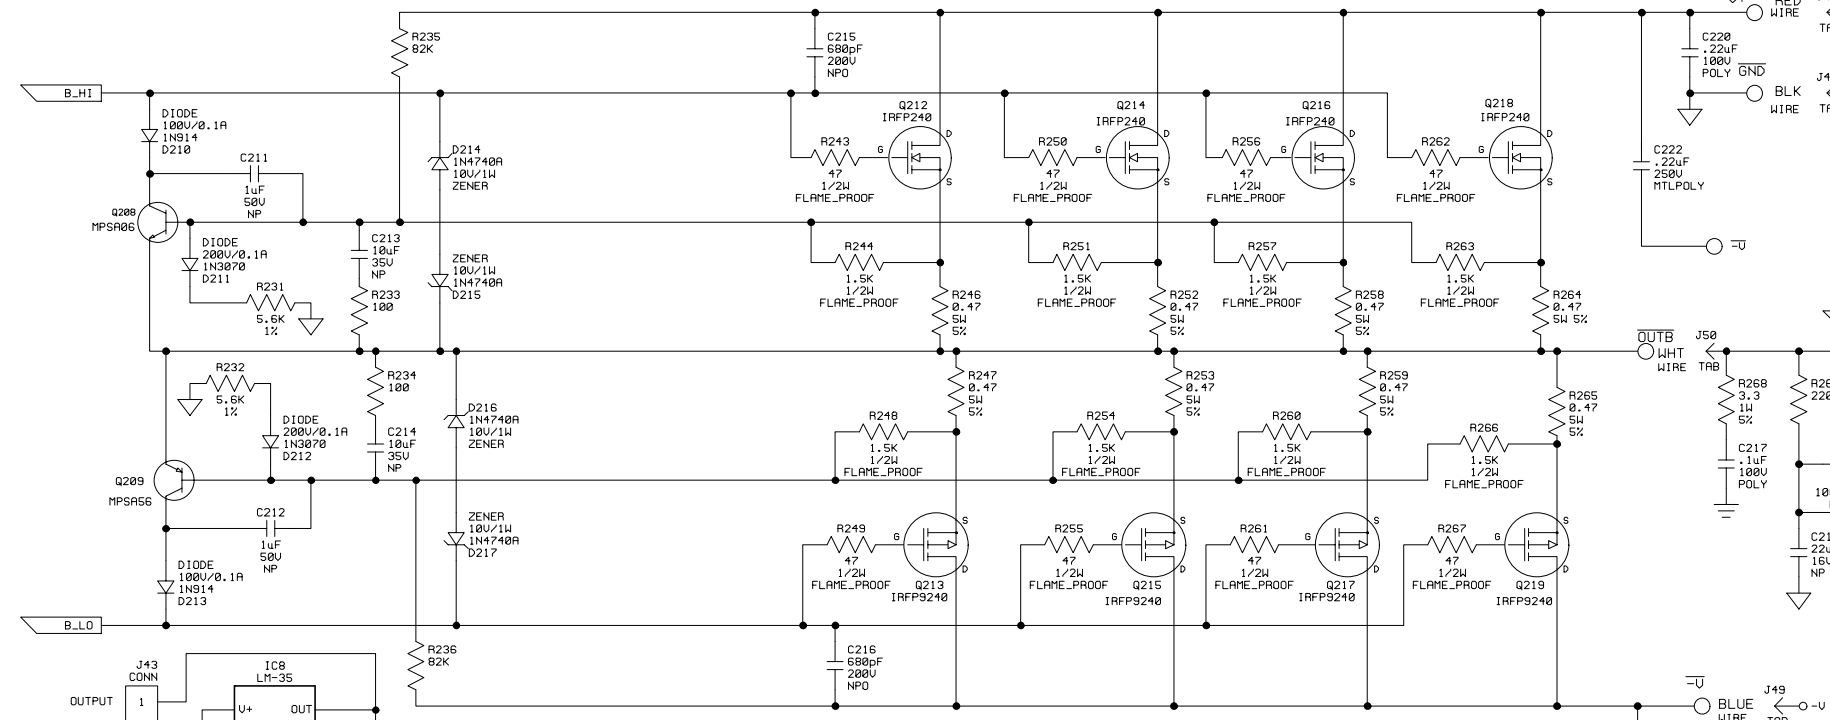 RED
WIRE
R235
82K
C215
680pF
200V
NPO
C220
.22uF
100V
POLY
GND
BLK
WIRE
B_HI
DIODE
100V/0.1A
1N914
D210
C211
1uF
50V
NP
D214
1N4740A
10V/1W
ZENER
Q212
IRFP240
D
G
S
R243
47
1/2W
FLAME_PROOF
Q214
IRFP240
D
G
S
R250
47
1/2W
FLAME_PROOF
Q216
IRFP240
D
G
S
R256
47
1/2W
FLAME_PROOF
Q218
IRFP240
D
G
S
R262
47
1/2W
FLAME_PROOF
C222
.22uF
250V
MTLPOLY
-V
Q208
MPSA06
DIODE
200V/0.1A
1N3070
D211
R231
5.6K
1%
C213
10uF
35V
NP
R233
100
ZENER
10V/1W
1N4740A
D215
R244
1.5K
1/2W
FLAME_PROOF
R251
1.5K
1/2W
FLAME_PROOF
R257
1.5K
1/2W
FLAME_PROOF
R263
1.5K
1/2W
FLAME_PROOF
R246
0.47
5W
5%
R252
0.47
5W
5%
R258
0.47
5W
5%
R264
0.47
5W 5%
OUTB
WHT
WIRE
J50
TAB
R232
5.6K
1%
R234
100
C214
10uF
35V
NP
DIODE
200V/0.1A
1N3070
D212
D216
1N4740A
10V/1W
ZENER
R247
0.47
5W
5%
R253
0.47
5W
5%
R259
0.47
5W
5%
R265
0.47
5W
5%
R248
1.5K
1/2W
FLAME_PROOF
R254
1.5K
1/2W
FLAME_PROOF
R260
1.5K
1/2W
FLAME_PROOF
R266
1.5K
1/2W
FLAME_PROOF
R268
3.3
1W
5%
C217
.1uF
100V
POLY
Q209
MPSA56
C212
1uF
50V
NP
DIODE
100V/0.1A
1N914
D213
ZENER
10V/1W
1N4740A
D217
R249
47
1/2W
FLAME_PROOF
G
S
D
Q213
IRFP9240
R255
47
1/2W
FLAME_PROOF
G
S
D
Q215
IRFP9240
R261
47
1/2W
FLAME_PROOF
G
S
D
Q217
IRFP9240
R267
47
1/2W
FLAME_PROOF
G
S
D
Q219
IRFP9240
NP
B_LO
R236
82K
C216
680pF
200V
NPO
J43
CONN
OUTPUT
1
IC8
LM-35
V+
OUT
-V
BLUE
WIRE
J49
TAB
-V